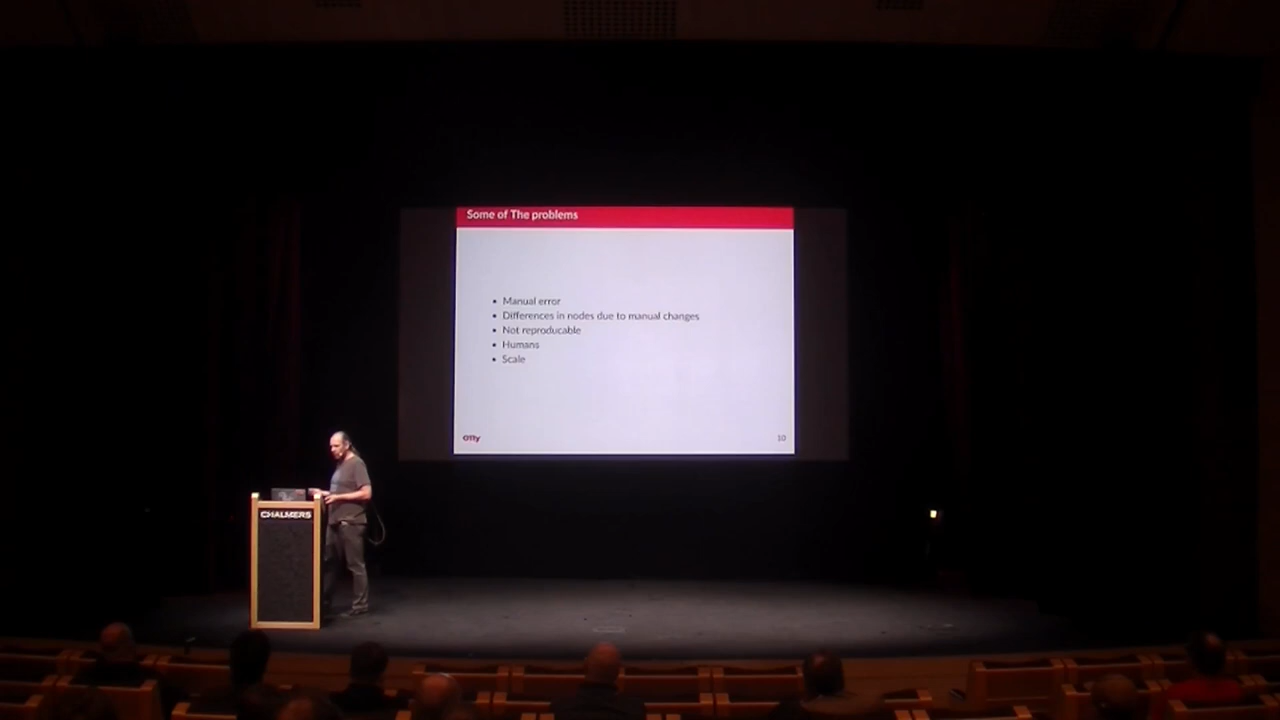 Some of The problems
• Manual error
• Differences in nodes due to manual changes
• Not reproducable
• Humans
• Scale
10
CHALMERS